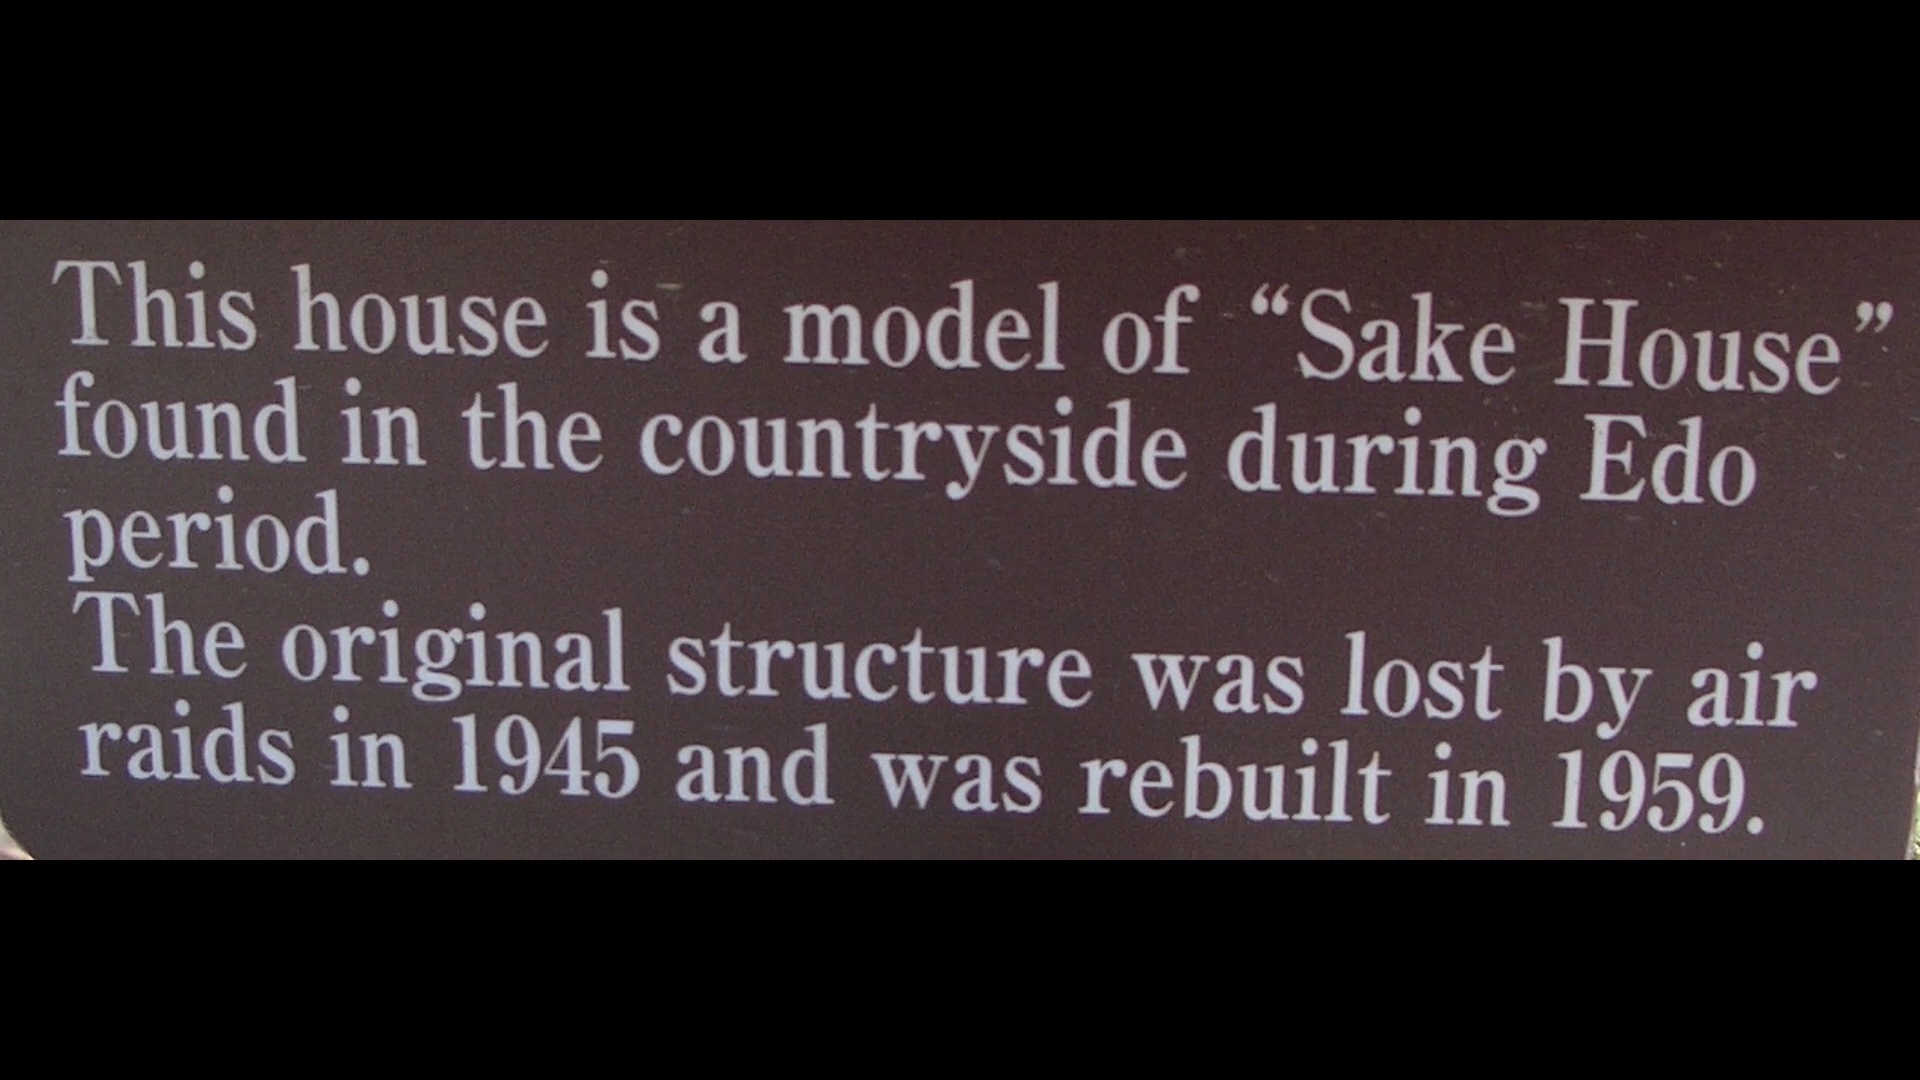 This house is a model of “Sake House”
found in the countryside during Edo
period.
The original structure was lost by air
raids in 1945 and was rebuilt in 1959.